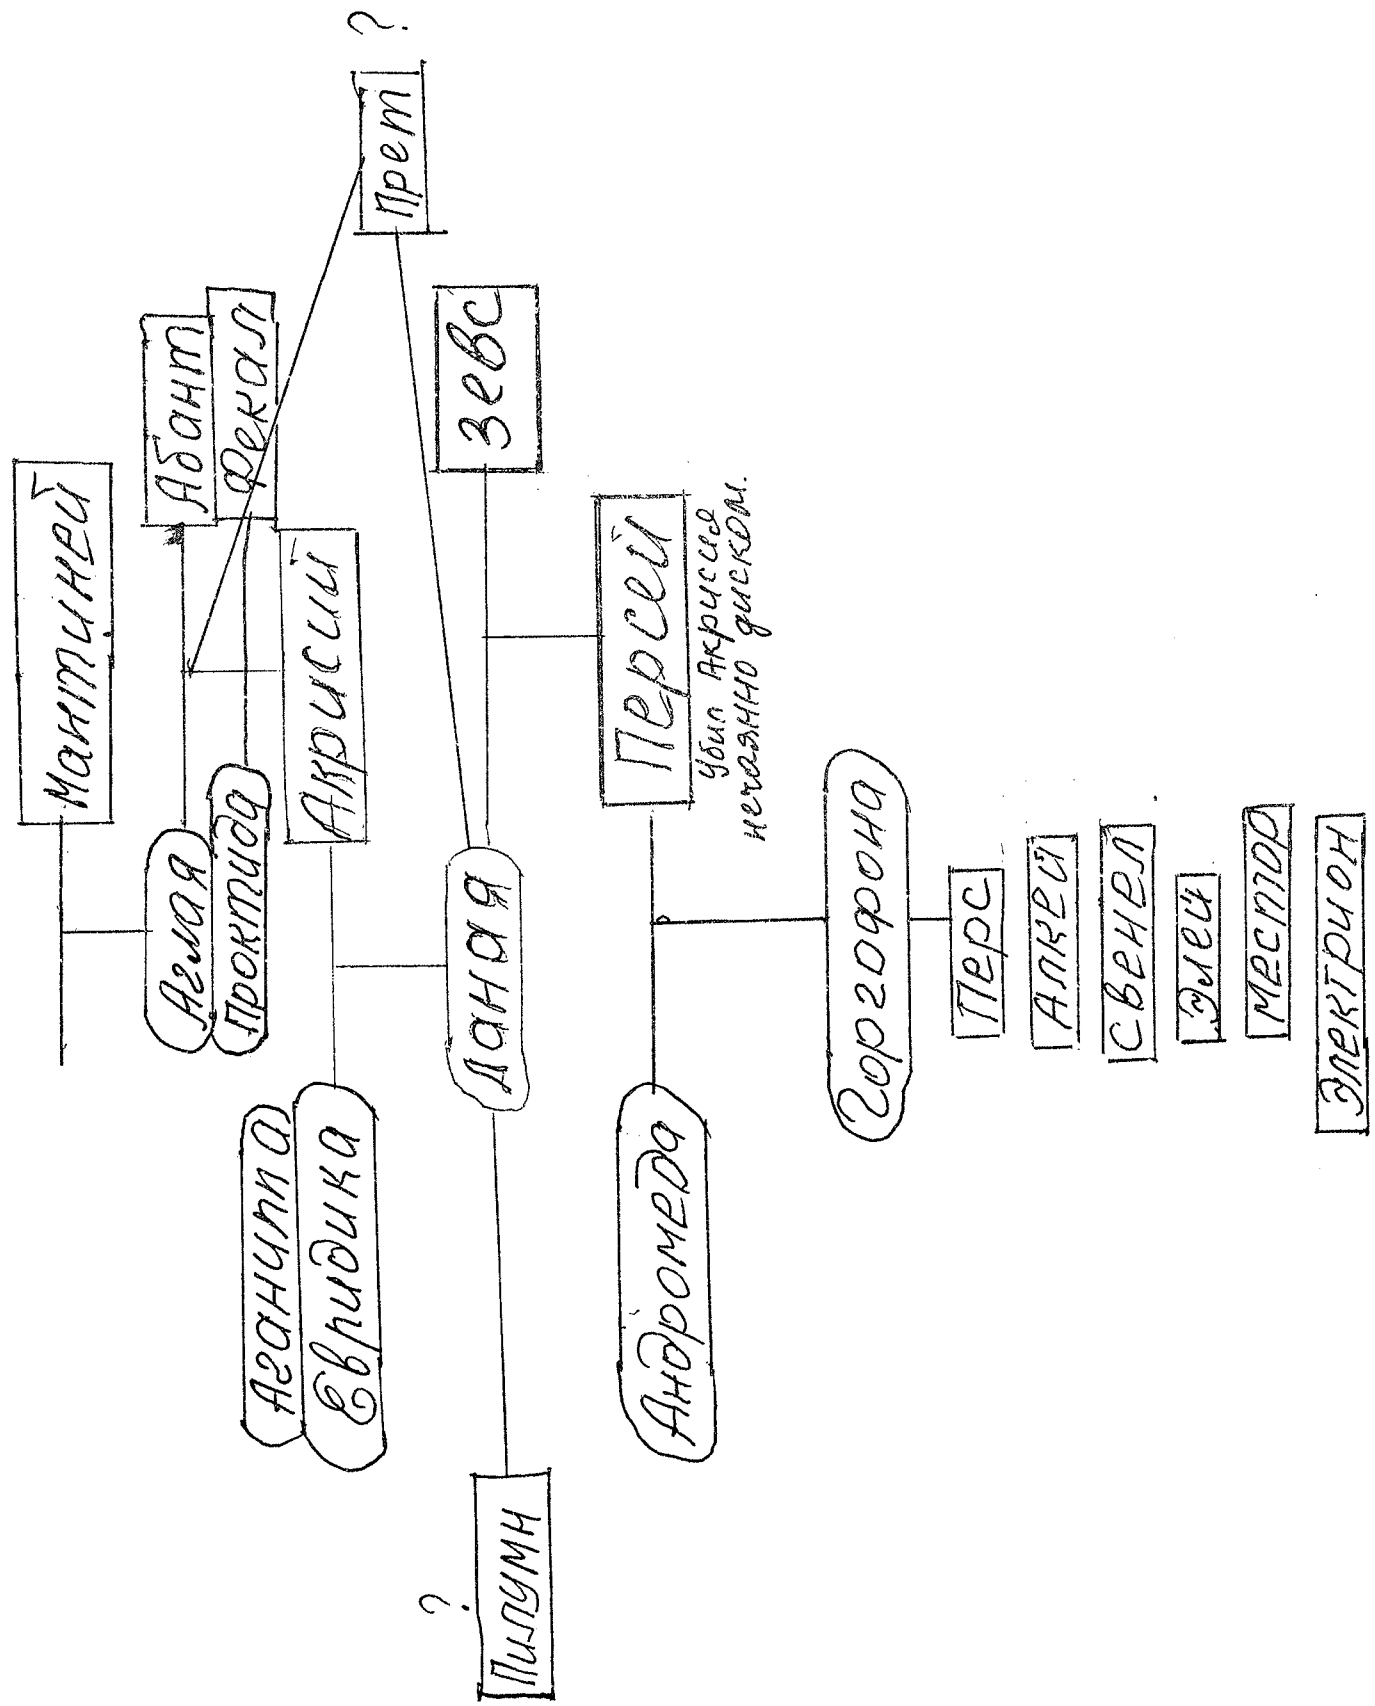 Мантиней
Аглая
Абант
Проктида
Фекал
Аганиппа
Евридика
Акрисий
Прет
?
?
Пилумн
Даная
Зевс
Андромеда
Персей
Убил Акрисия
нечаянно диском.
Горгофона
Перс
Алкей
Свенел
Элей
Местор
Электрион